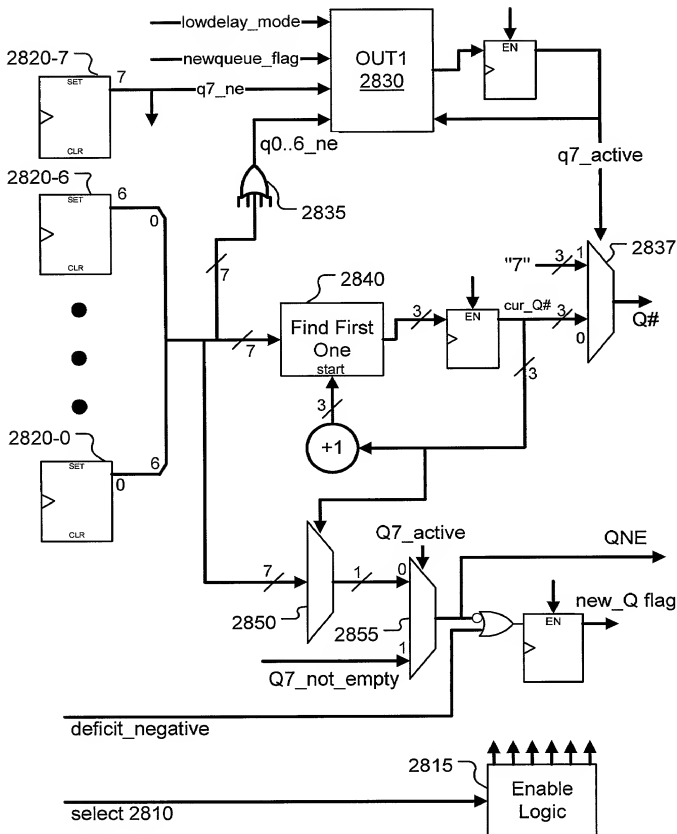 lowdelay_mode
newqueue_flag
OUT1
2830
EN
2820-7
SET
CLR
7
q7_ne
q0..6_ne
q7_active
2820-6
SET
CLR
6
0
2835
7
"7"
3
1
2837
2840
Find First
One
start
7
3
EN
cur_Q#
3
0
Q#
3
3
+1
2820-0
SET
CLR
6
0
Q7_active
QNE
7
2850
1
0
2855
1
EN
new_Q flag
Q7_not_empty
deficit_negative
2815
Enable
Logic
select 2810